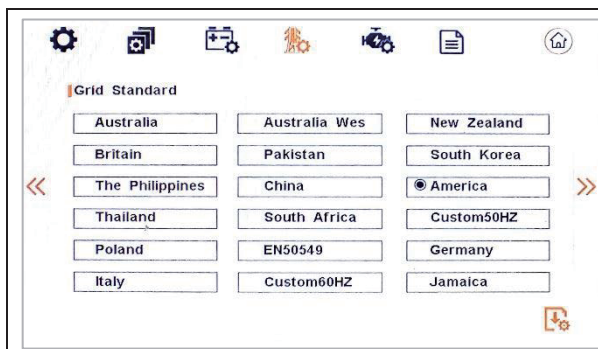 Grid Standard
Australia Australia Wes New Zealand
Britain Pakistan South Korea
The Philippines China America
Thailand South Africa Custom50HZ
Poland EN50549 Germany
Italy Custom60HZ Jamaica